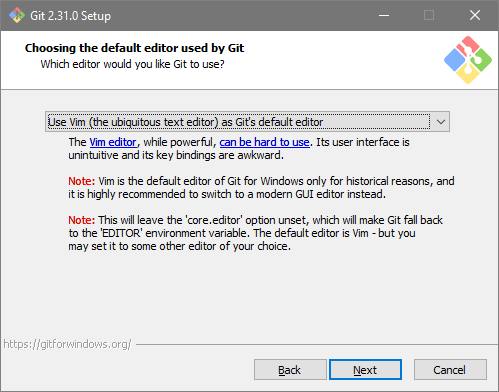 Git 2.31.0 Setup
Choosing the default editor used by Git
Which editor would you like Git to use?
Use Vim (the ubiquitous text editor) as Git's default editor
The Vim editor, while powerful, can be hard to use. Its user interface is
unintuitive and its key bindings are awkward.
Note: Vim is the default editor of Git for Windows only for historical reasons, and
it is highly recommended to switch to a modern GUI editor instead.
Note: This will leave the 'core.editor' option unset, which will make Git fall back
to the 'EDITOR' environment variable. The default editor is Vim - but you
may set it to some other editor of your choice.
https://gitforwindows.org/
Back
Next
Cancel